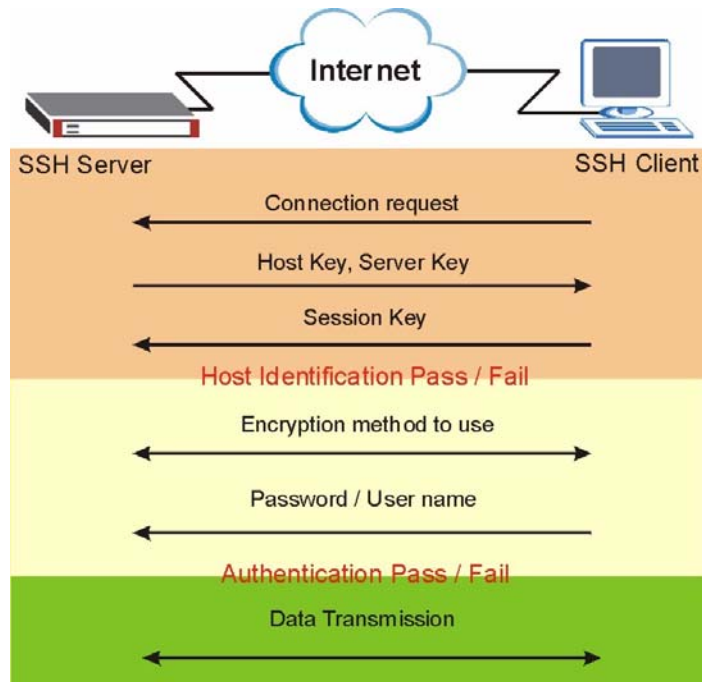 Internet
SSH Server
SSH Client
Connection request
Host Key, Server Key
Session Key
Host Identification Pass / Fail
Encryption method to use
Password / User name
Authentication Pass / Fail
Data Transmission